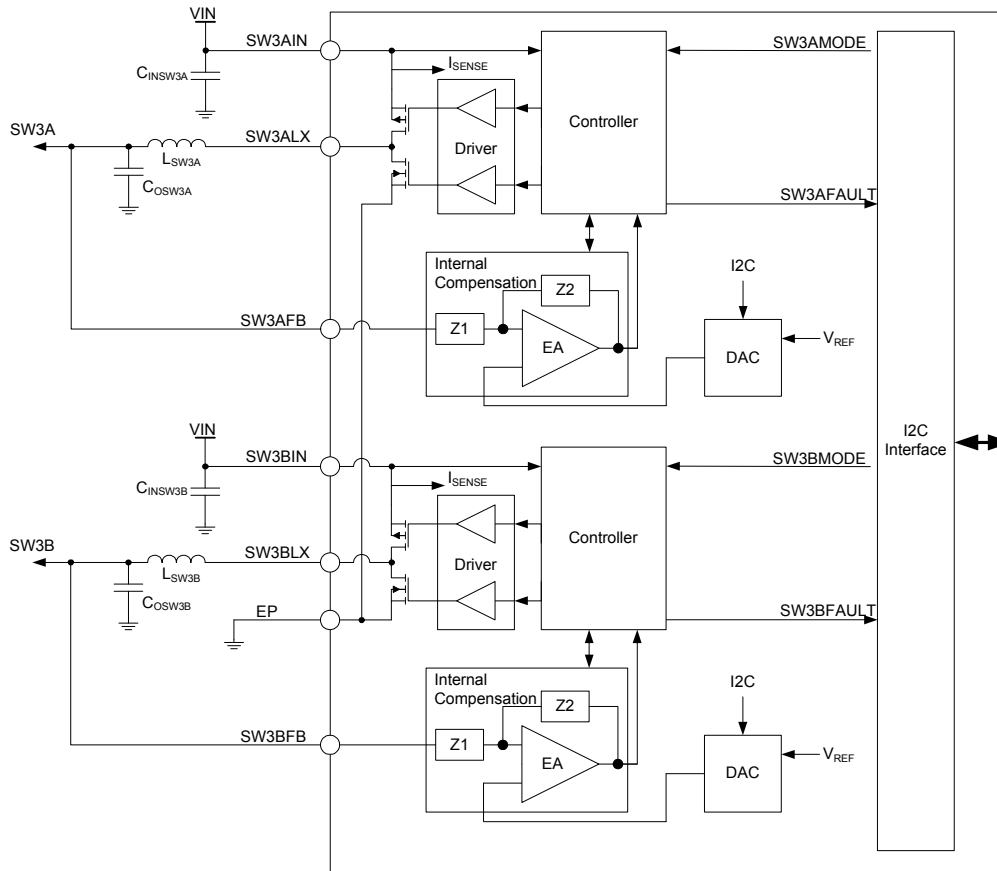 VIN
SW3AIN
SW3AMODE
ISENSE
CINSW3A
Controller
SW3A
SW3ALX
Driver
LSW3A
COSW3A
SW3AFAULT
Internal
Compensation
I2C
Z2
SW3AFB
Z1
EA
DAC
VREF
I2C
Interface
VIN
SW3BIN
SW3BMODE
ISENSE
CINSW3B
Controller
SW3B
SW3BLX
Driver
LSW3B
COSW3B
EP
SW3BFAULT
Internal
Compensation
I2C
Z2
SW3BFB
Z1
EA
DAC
VREF